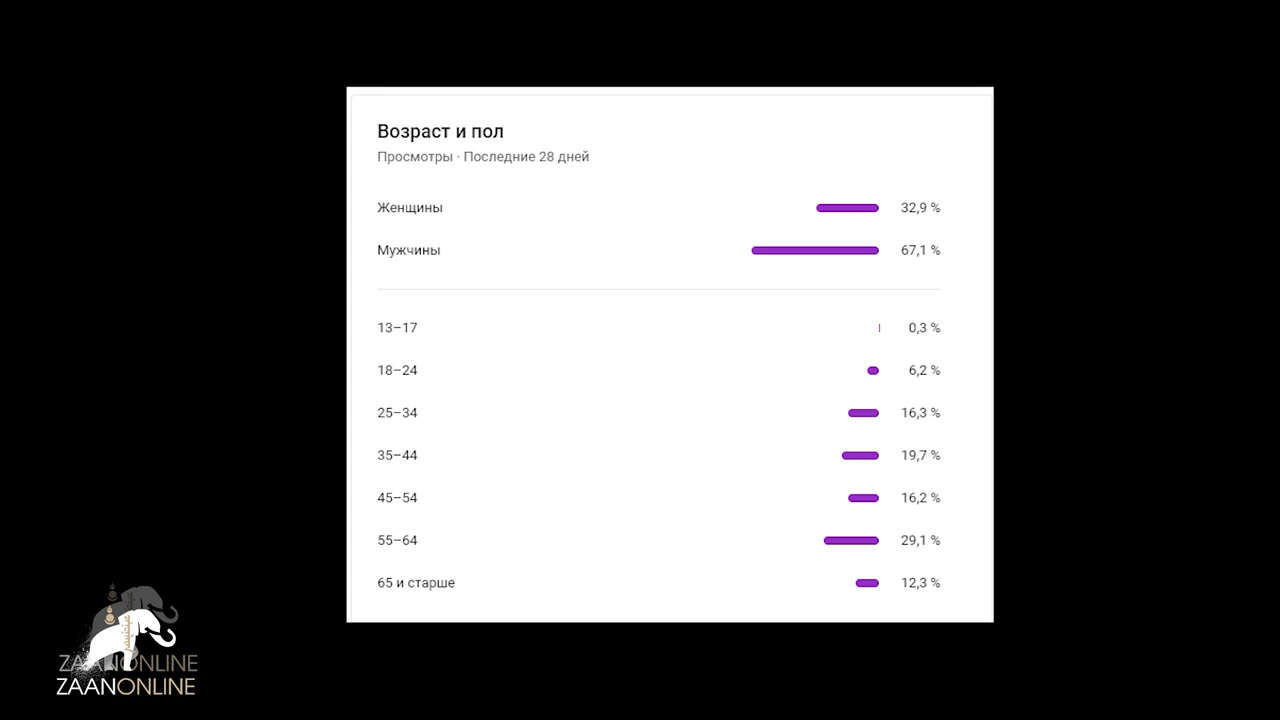 Возраст и пол
Просмотры · Последние 28 дней
Женщины 32,9 %
Мужчины 67,1 %
13–17 0,3 %
18–24 6,2 %
25–34 16,3 %
35–44 19,7 %
45–54 16,2 %
55–64 29,1 %
65 и старше 12,3 %
ZAANONLINE
ZAANONLINE